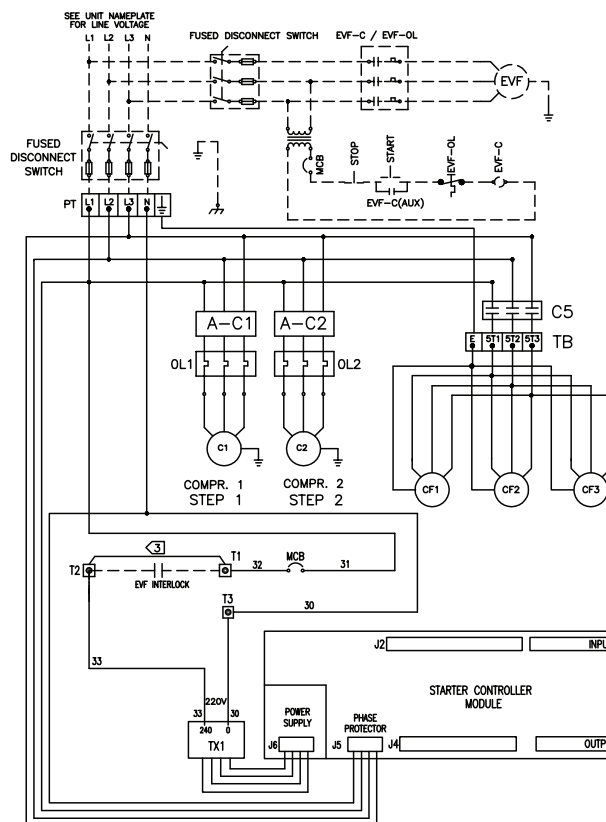 SEE UNIT NAMEPLATE
FOR LINE VOLTAGE
L1 L2 L3 N
FUSED DISCONNECT SWITCH
EVF-C / EVF-OL
EVF
FUSED
DISCONNECT
SWITCH
MCB
STOP
START
EVF-OL
EVF-C
EVF-C(AUX)
PT L1 L2 L3 N
A-C1
A-C2
C5
OL1
OL2
E 5T1 5T2 5T3 TB
C1
C2
CF1
CF2
CF3
COMPR. 1
STEP 1
COMPR. 2
STEP 2
3
T2
T1
32
MCB
31
EVF INTERLOCK
T3
30
33
J2
INPU
220V
STARTER CONTROLLER
MODULE
33 30
240 0
TX1
POWER
SUPPLY
J6
PHASE
PROTECTOR
J5
J4
OUTP